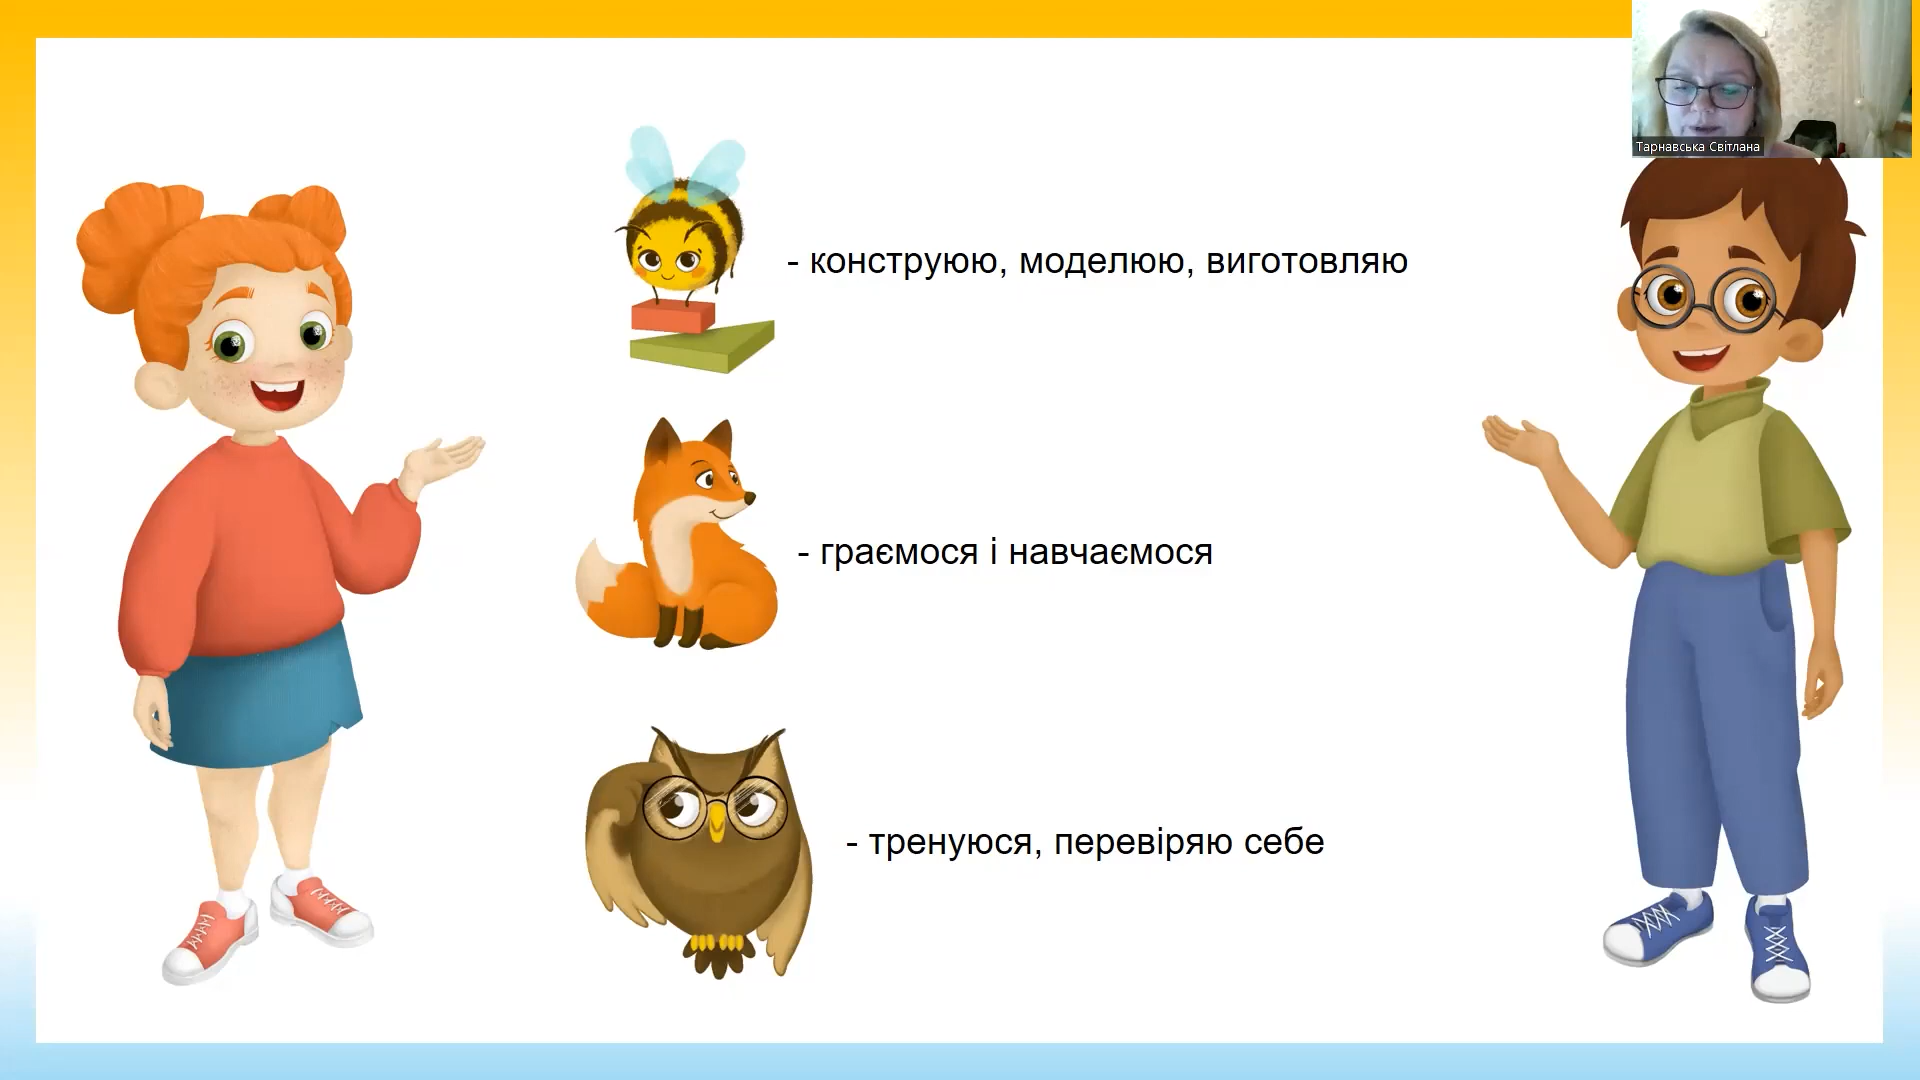 Тарнавська Світлана
- конструюю, моделюю, виготовляю
- граємося і навчаємося
- тренуюся, перевіряю себе